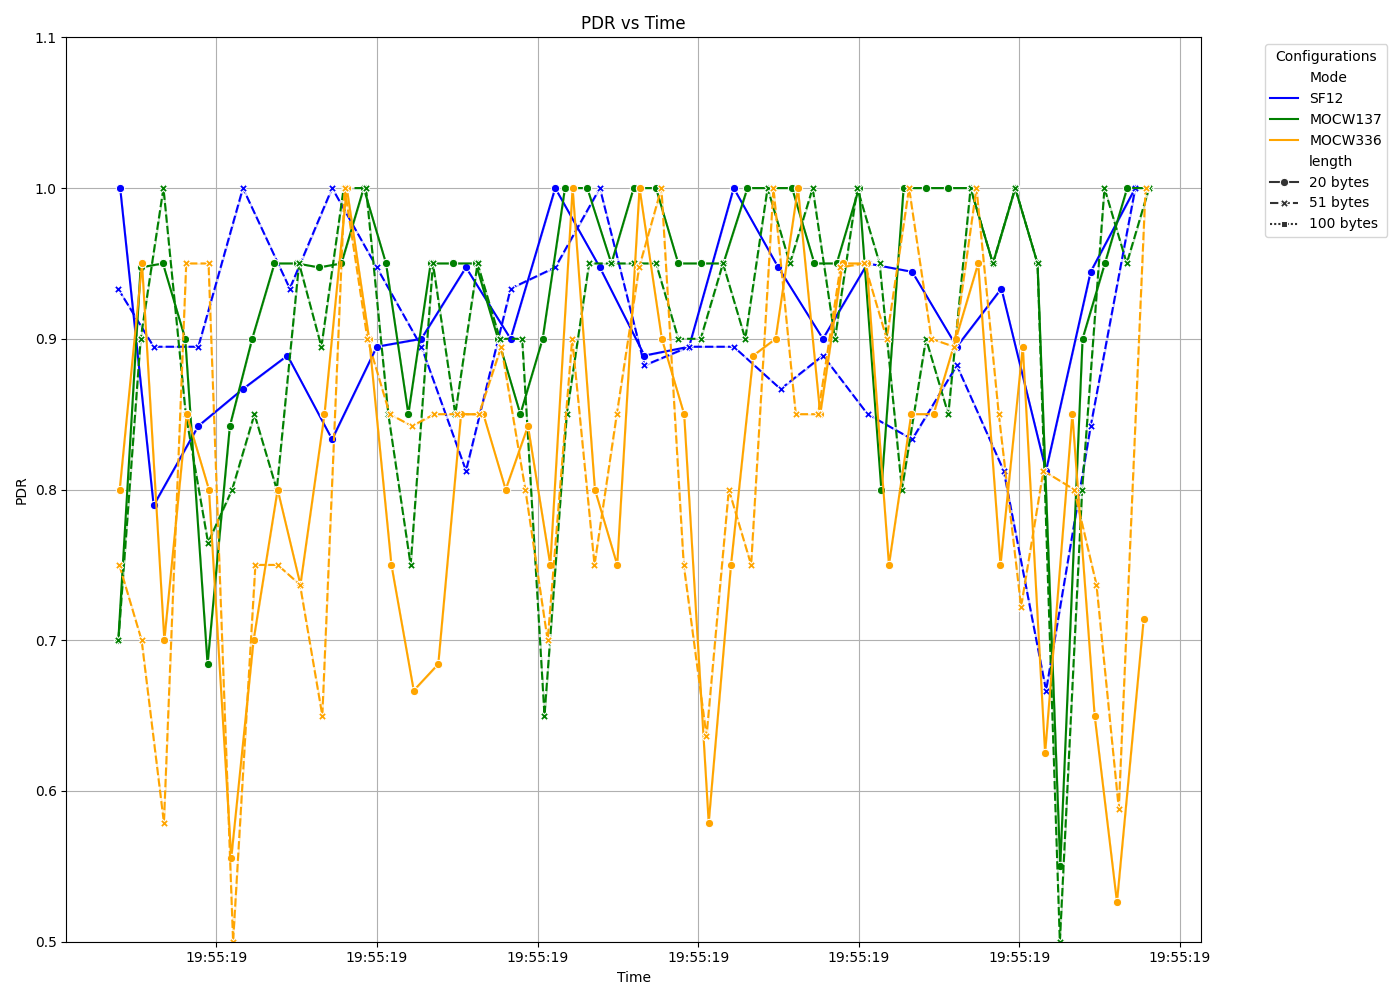 PDR vs Time
1.1
1.0
0.9
0.8
0.7
0.6
0.5
PDR
19:55:19
19:55:19
19:55:19
19:55:19
19:55:19
19:55:19
19:55:19
Time
Configurations
Mode
SF12
MOCW137
MOCW336
length
20 bytes
51 bytes
100 bytes